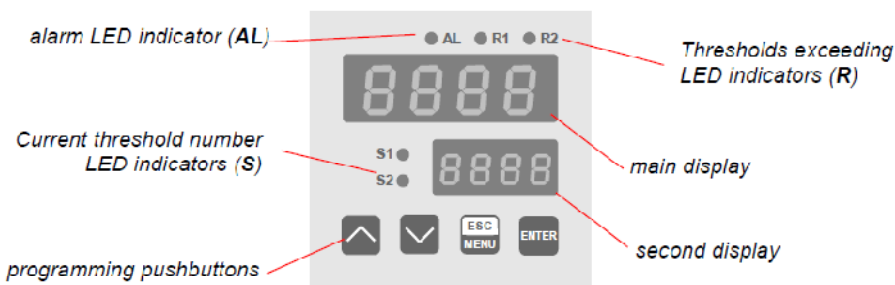 alarm LED indicator (AL)
AL R1 R2
Thresholds exceeding
LED indicators (R)
8888
Current threshold number
LED indicators (S)
S1
S2
8888
main display
ESC
MENU
ENTER
second display
programming pushbuttons